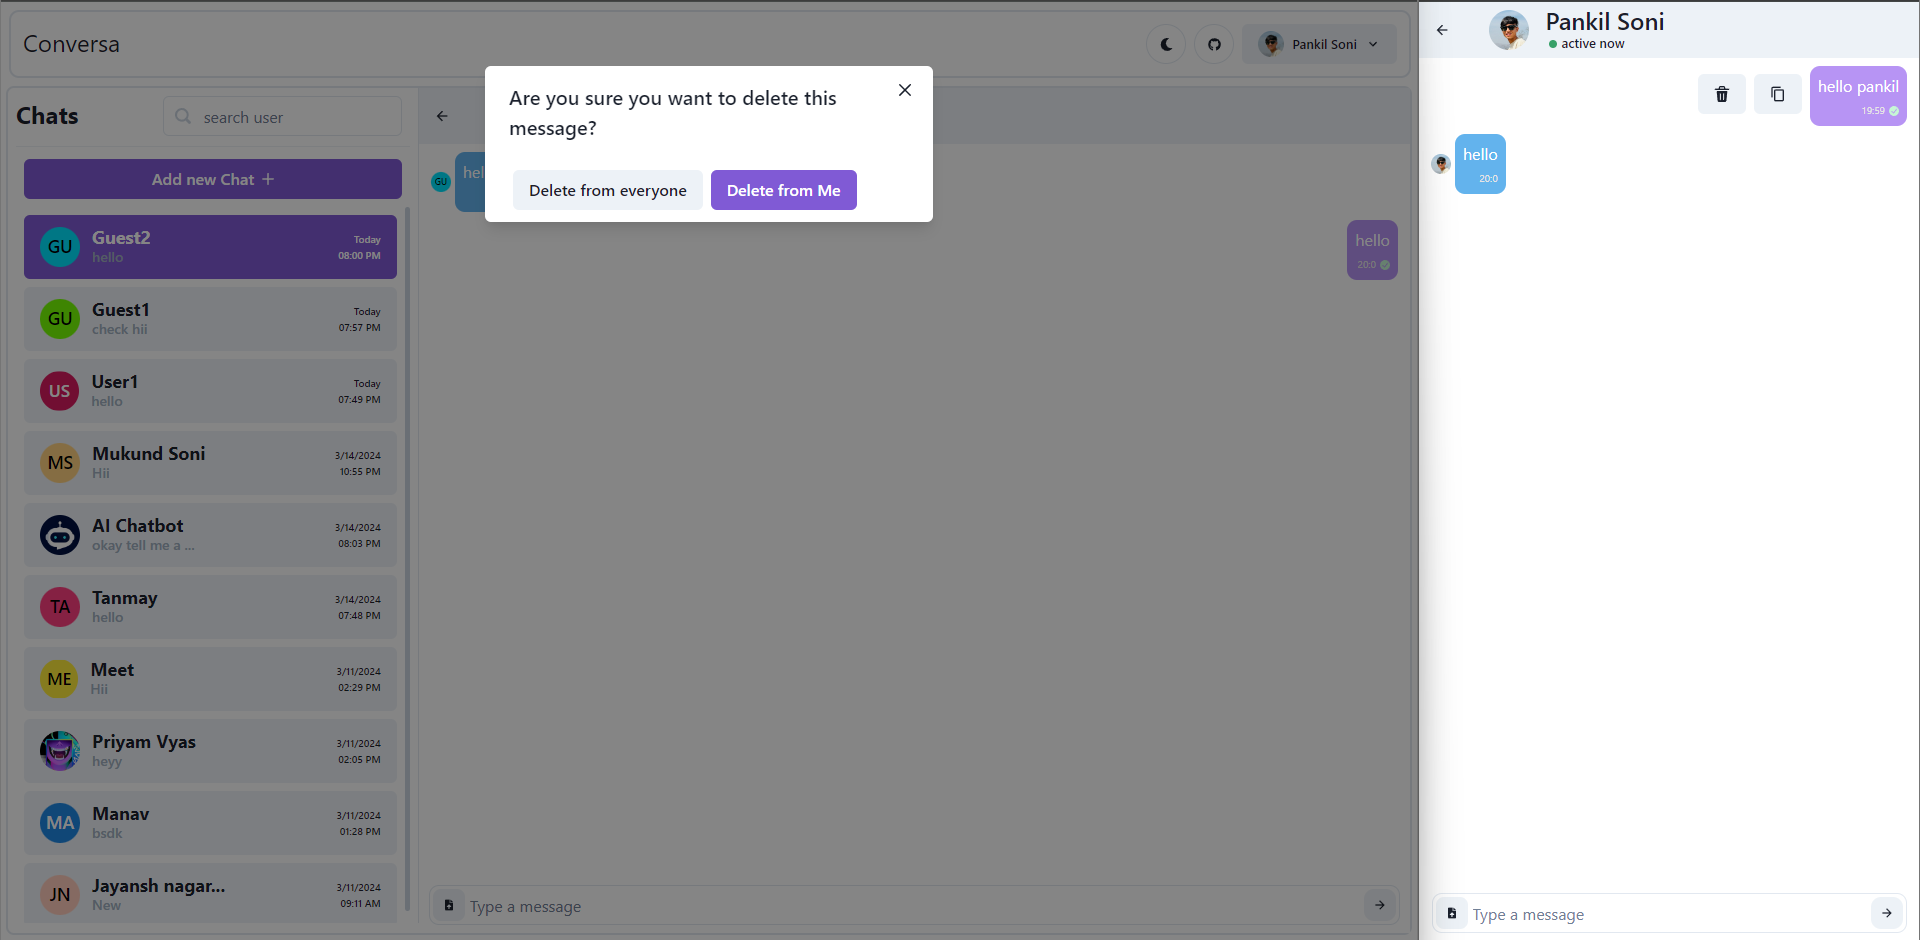 Conversa
Pankil Soni
Chats
search user
Add new Chat
GU
Guest2
hello
Today
08:00 PM
GU
Guest1
check hii
Today
07:57 PM
US
User1
hello
Today
07:49 PM
MS
Mukund Soni
Hii
3/14/2024
10:55 PM
AI Chatbot
okay tell me a ...
3/14/2024
08:03 PM
TA
Tanmay
hello
3/14/2024
07:48 PM
ME
Meet
Hii
3/11/2024
02:29 PM
Priyam Vyas
heyy
3/11/2024
02:05 PM
MA
Manav
bsdk
3/11/2024
01:28 PM
JN
Jayansh nagar...
New
3/11/2024
09:11 AM
GU
hel
Are you sure you want to delete this
message?
Delete from everyone
Delete from Me
hello
20:0
Type a message
Pankil Soni
active now
hello pankil
19:59
hello
20:0
Type a message